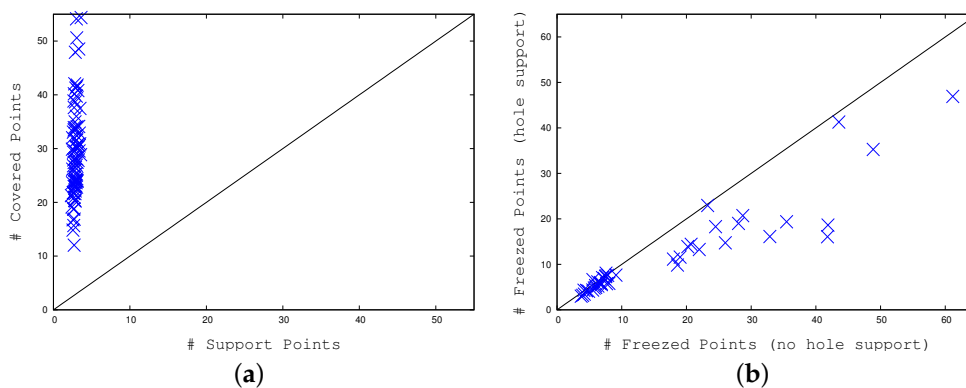 # Covered Points
50
40
30
20
10
0
0 10 20 30 40 50
# Support Points
(a)
# Freezed Points (hole support)
60
50
40
30
20
10
0
0 10 20 30 40 50 60
# Freezed Points (no hole support)
(b)